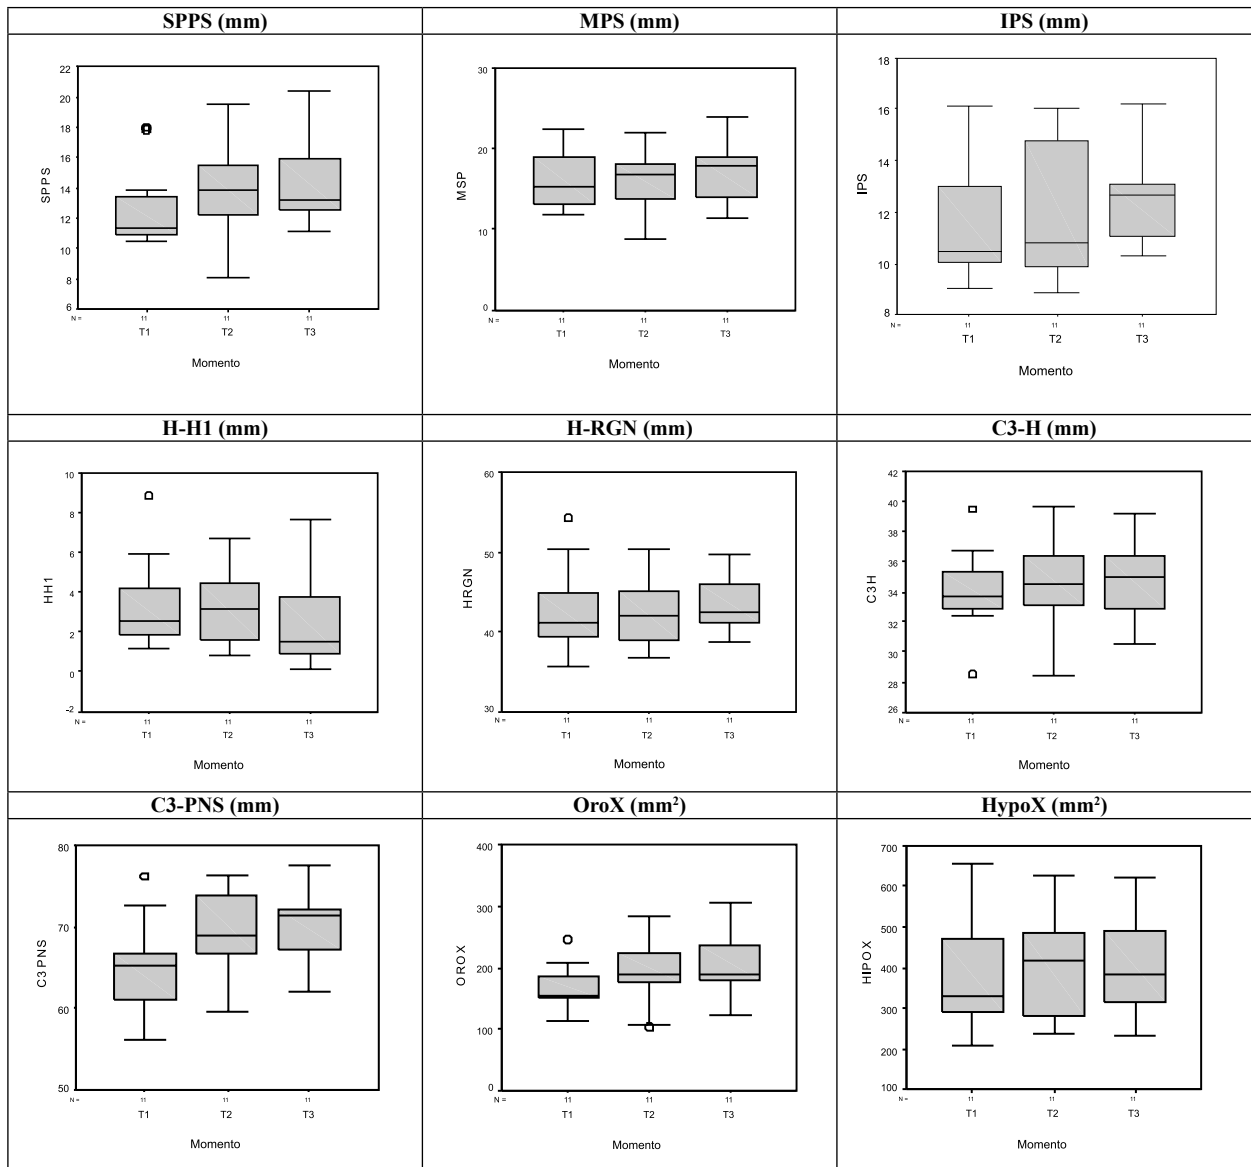 SPPS (mm) MPS (mm) IPS (mm)
22
20
18
16
14
12
10
8
6
SPPS
N = 11 11 11
T1 T2 T3
Momento
30
20
10
0
MSP
N = 11 11 11
T1 T2 T3
Momento
18
16
14
12
10
8
IPS
N = 11 11 11
T1 T2 T3
Momento
H-H1 (mm) H-RGN (mm) C3-H (mm)
10
8
6
4
2
0
-2
HH1
N = 11 11 11
T1 T2 T3
Momento
60
50
40
30
HRGN
N = 11 11 11
T1 T2 T3
Momento
42
40
36
34
32
30
28
26
C3H
N = 11 11 11
T1 T2 T3
Momento
C3-PNS (mm) OroX (mm²) HypoX (mm²)
80
70
60
50
C3PNS
N = 11 11 11
T1 T2 T3
Momento
400
300
200
100
0
OROX
N = 11 11 11
T1 T2 T3
Momento
700
600
500
400
300
200
100
HIPOX
N = 11 11 11
T1 T2 T3
Momento